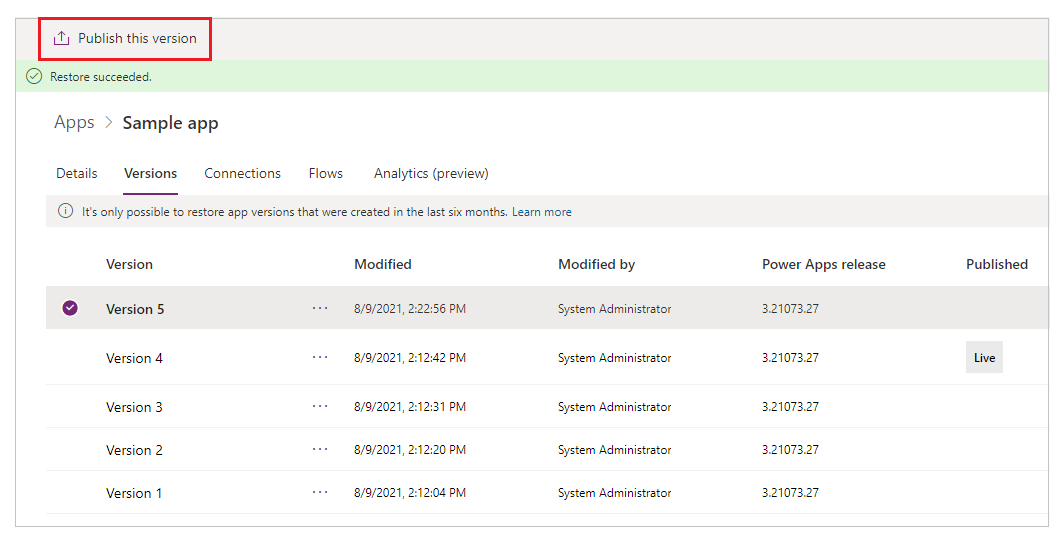 Publish this version
Restore succeeded.
Apps > Sample app
Details Versions Connections Flows Analytics (preview)
It's only possible to restore app versions that were created in the last six months. Learn more
Version Modified Modified by Power Apps release Published
Version 5 ··· 8/9/2021, 2:22:56 PM System Administrator 3.21073.27
Version 4 ··· 8/9/2021, 2:12:42 PM System Administrator 3.21073.27 Live
Version 3 ··· 8/9/2021, 2:12:31 PM System Administrator 3.21073.27
Version 2 ··· 8/9/2021, 2:12:20 PM System Administrator 3.21073.27
Version 1 ··· 8/9/2021, 2:12:04 PM System Administrator 3.21073.27